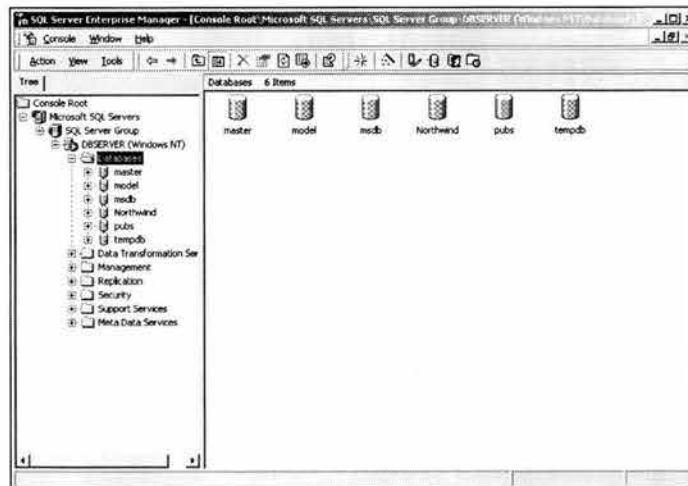 SQL Server Enterprise Manager - [Console Root\Microsoft SQL Servers\SQL Server Group\DBSERVER (Windows NT)\Databases]
Console Window Help
Action View Tools
Tree
Databases 6 Items
Console Root
Microsoft SQL Servers
SQL Server Group
DBSERVER (Windows NT)
Databases
master
model
msdb
Northwind
pubs
tempdb
Data Transformation Ser
Management
Replication
Security
Support Services
Meta Data Services
master model msdb Northwind pubs tempdb